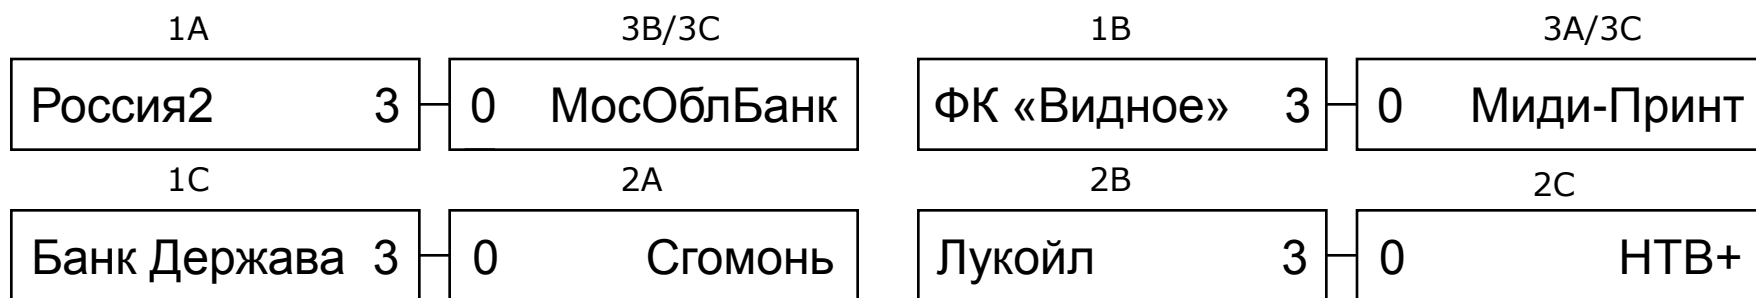 1A 3B/3C 1B 3A/3C
Россия2 3 0 МосОблБанк ФК «Видное» 3 0 Миди-Принт
1C 2A 2B 2C
Банк Держава 3 0 Сгомонь Лукойл 3 0 НТВ+